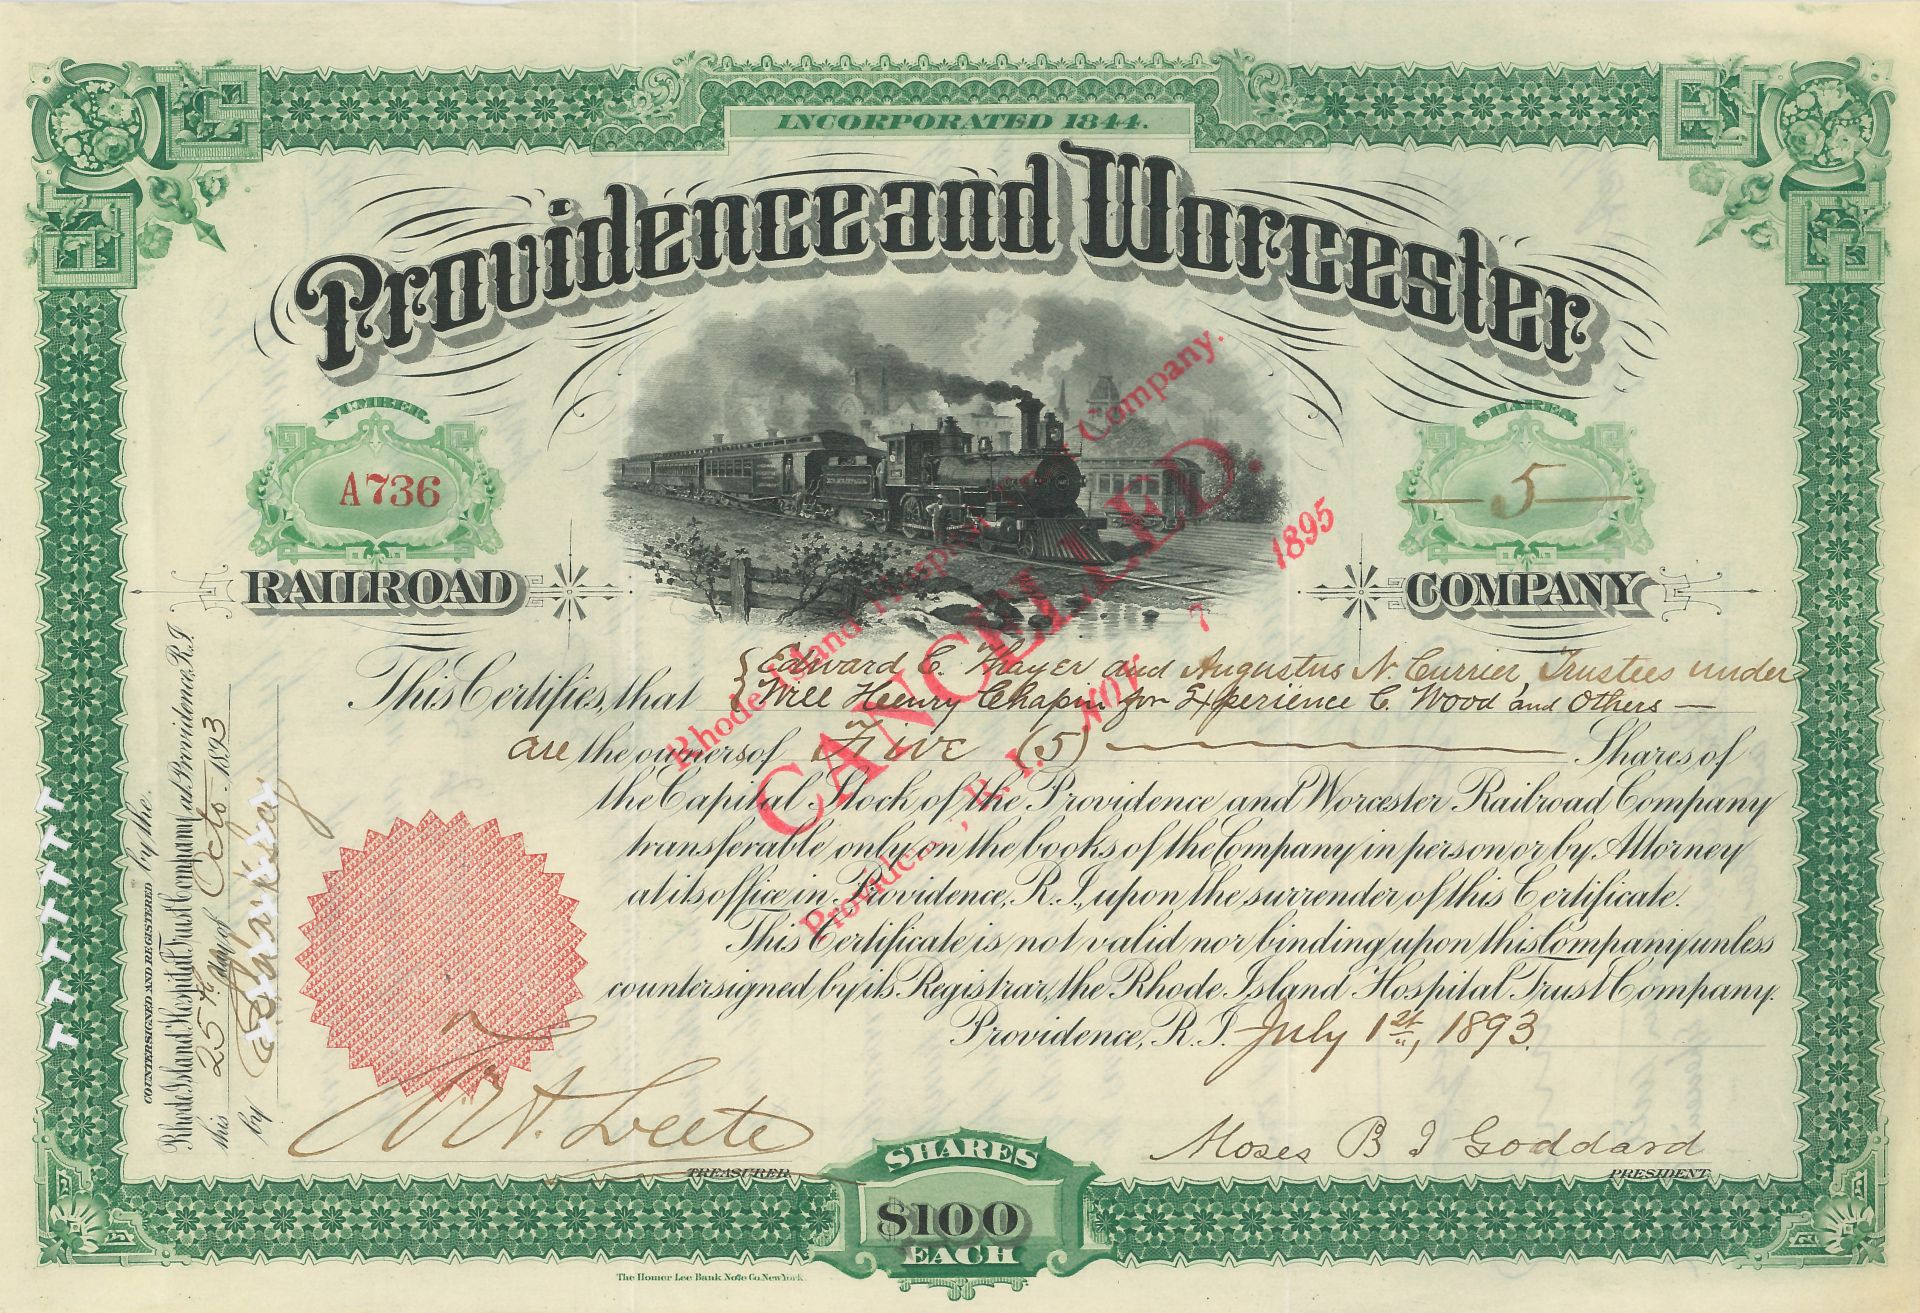 INCORPORATED 1844.
Providence and Worcester
NUMBER
A736
SHARES
5
RAILROAD
COMPANY
This Certifies, that { Edward C. Thayer and Augustus N. Currier, Trustees under
Will Henry Chapin for Experience C. Wood and Others —
are the owners of Five (5) Shares of
the Capital Stock of the Providence and Worcester Railroad Company
transferable only on the books of the Company in person or by Attorney
at its office in Providence, R.I., upon the surrender of this Certificate.
This Certificate is not valid nor binding upon this Company unless
countersigned by its Registrar, the Rhode Island Hospital Trust Company.
Providence, R.I. July 1st, 1893.
Leete
TREASURER
Moses B I Goddard
PRESIDENT
SHARES
$100
EACH
The Homer Lee Bank Note Co. New York.
COUNTERSIGNED AND REGISTERED by the
Rhode Island Hospital Trust Company at Providence, R.I.
this 25th day of Octo. 1893
by
Rhode Island Hospital Trust Company.
CANCELLED.
Providence, R. I. NOV 7 1895
TTTTTT